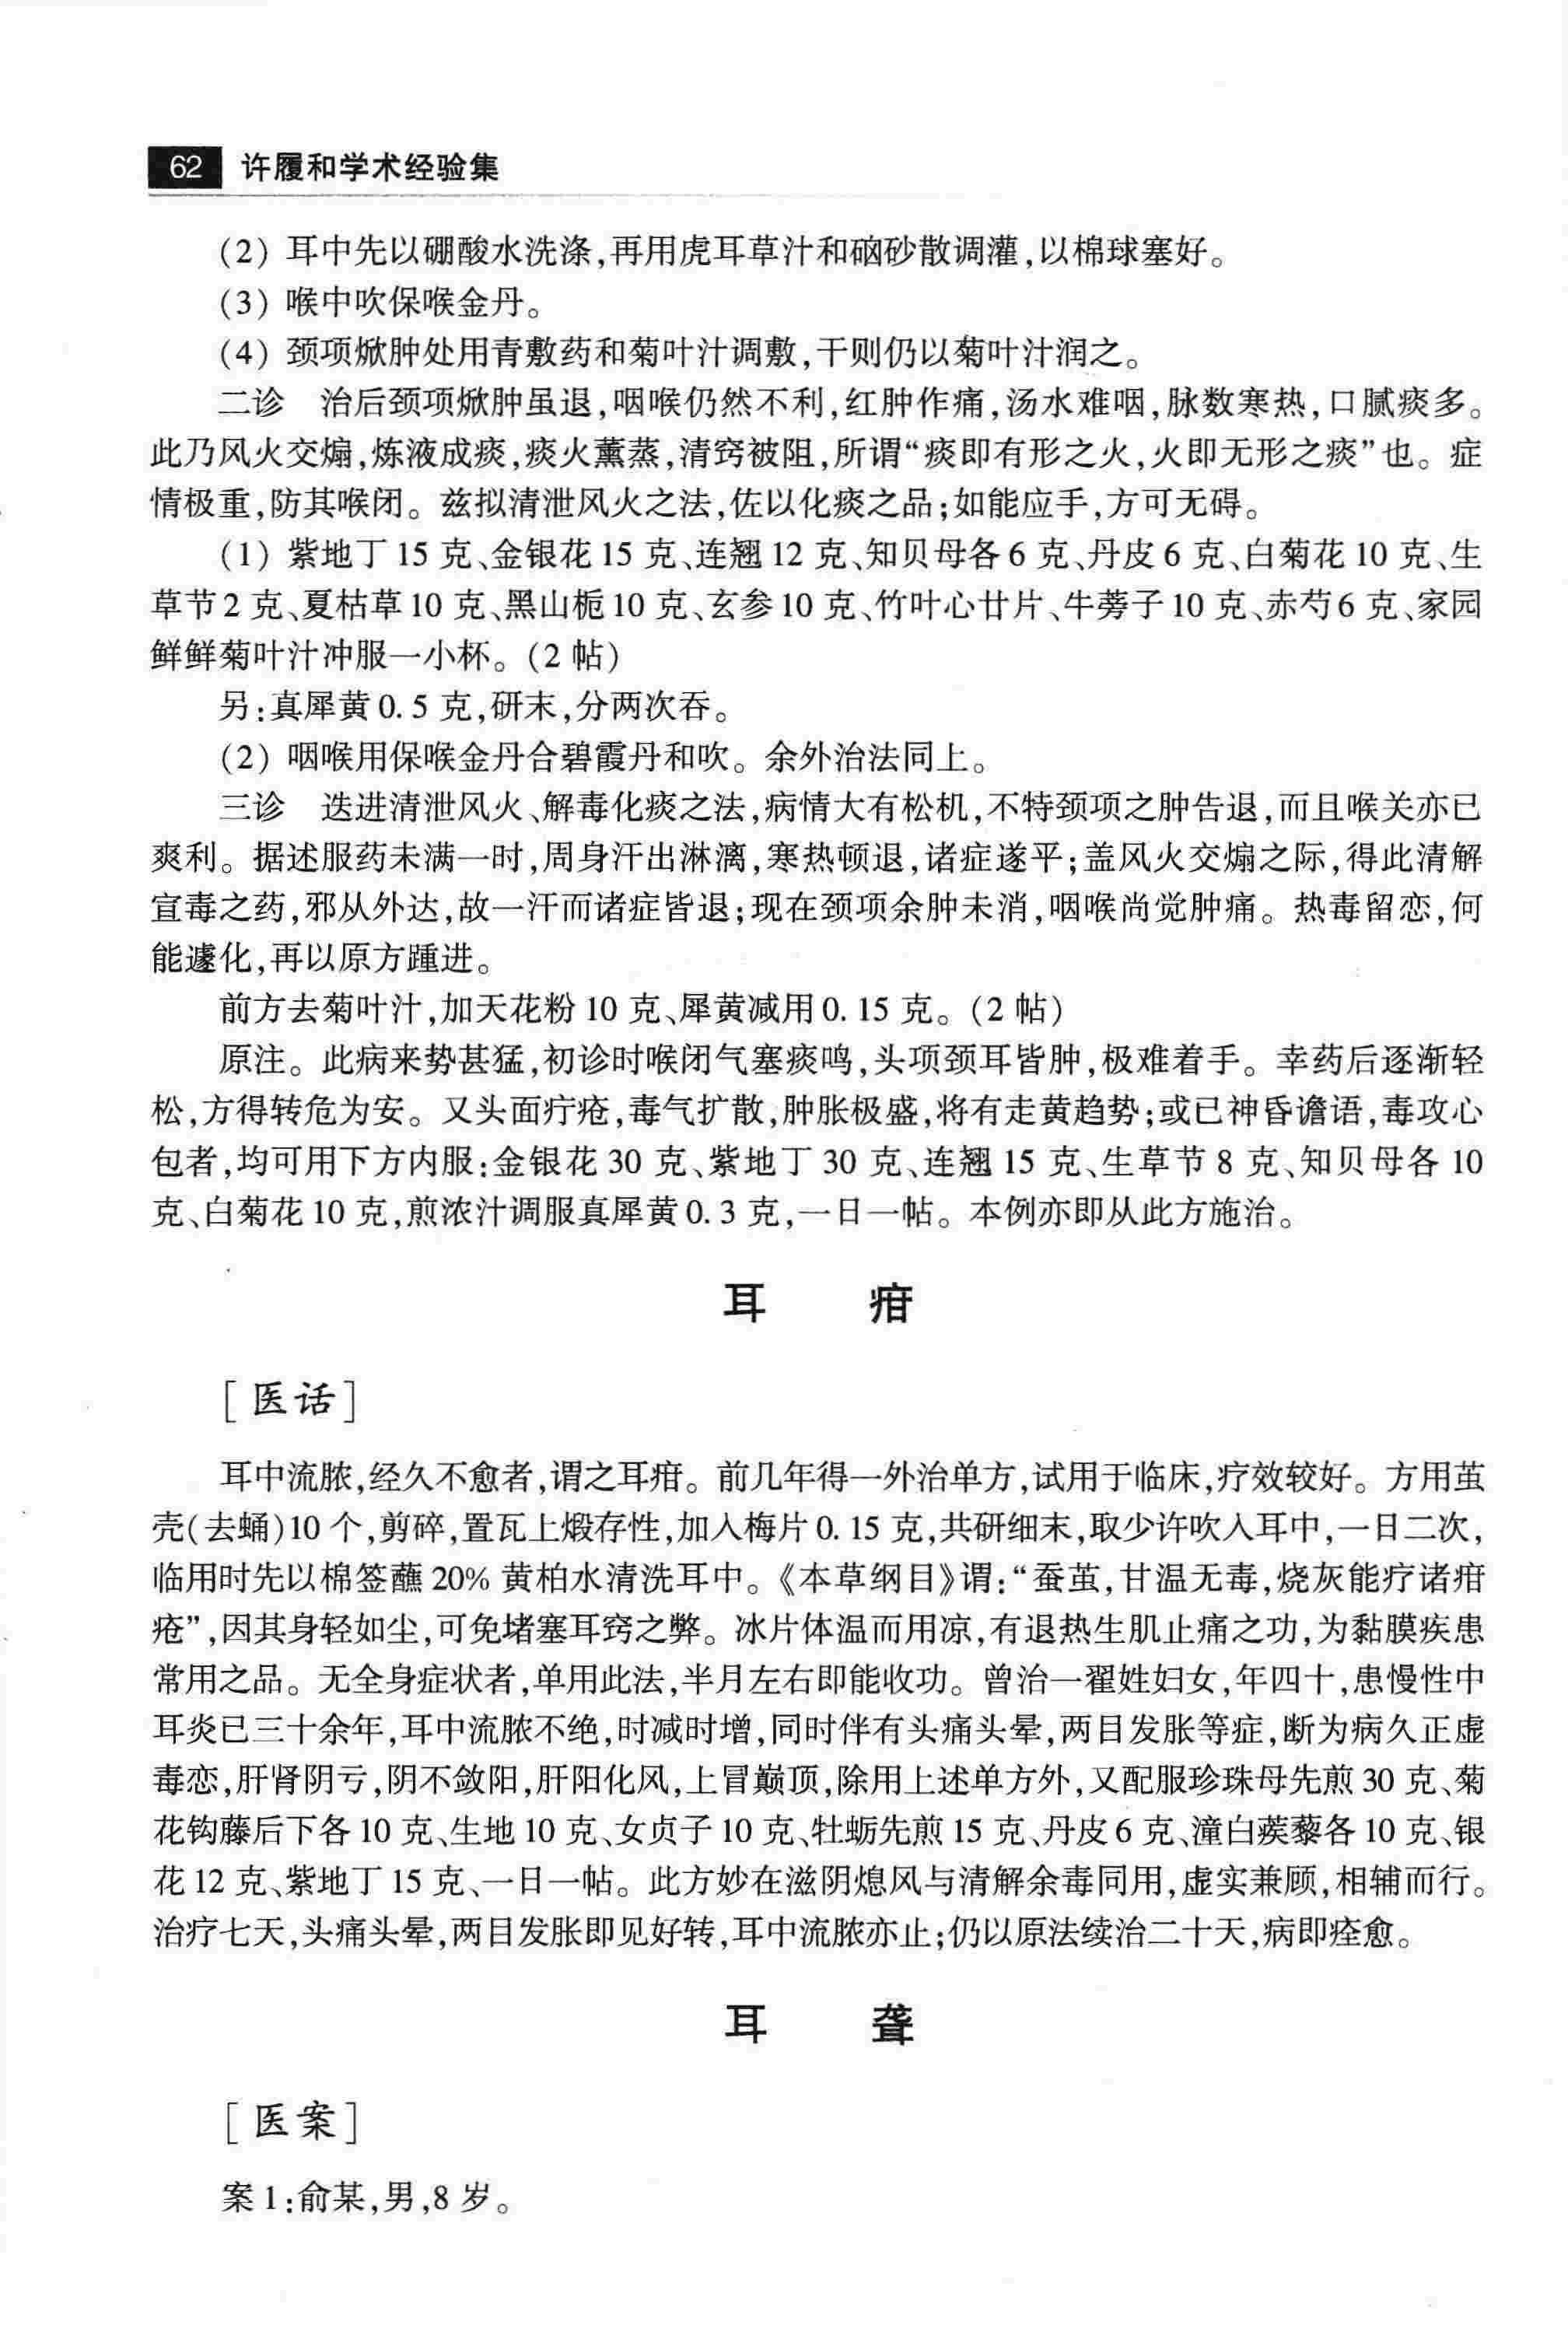 62 许履和学术经验集
(2) 耳中先以硼酸水洗涤,再用虎耳草汁和硇砂散调灌,以棉球塞好。
(3) 喉中吹保喉金丹。
(4) 颈项焮肿处用青敷药和菊叶汁调敷,干则仍以菊叶汁润之。
二诊 治后颈项焮肿虽退,咽喉仍然不利,红肿作痛,汤水难咽,脉数寒热,口腻痰多。
此乃风火交煽,炼液成痰,痰火薰蒸,清窍被阻,所谓“痰即有形之火,火即无形之痰”也。症
情极重,防其喉闭。兹拟清泄风火之法,佐以化痰之品;如能应手,方可无碍。
(1) 紫地丁 15 克、金银花 15 克、连翘 12 克、知贝母各 6 克、丹皮 6 克、白菊花 10 克、生
草节 2 克、夏枯草 10 克、黑山栀 10 克、玄参 10 克、竹叶心廿片、牛蒡子 10 克、赤芍 6 克、家园
鲜鲜菊叶汁冲服一小杯。(2 帖)
另:真犀黄 0. 5 克,研末,分两次吞。
(2) 咽喉用保喉金丹合碧霞丹和吹。余外治法同上。
三诊 迭进清泄风火、解毒化痰之法,病情大有松机,不特颈项之肿告退,而且喉关亦已
爽利。据述服药未满一时,周身汗出淋漓,寒热顿退,诸症遂平;盖风火交煽之际,得此清解
宣毒之药,邪从外达,故一汗而诸症皆退;现在颈项余肿未消,咽喉尚觉肿痛。热毒留恋,何
能遽化,再以原方踵进。
前方去菊叶汁,加天花粉 10 克、犀黄减用 0. 15 克。(2 帖)
原注。此病来势甚猛,初诊时喉闭气塞痰鸣,头项颈耳皆肿,极难着手。幸药后逐渐轻
松,方得转危为安。又头面疔疮,毒气扩散,肿胀极盛,将有走黄趋势;或已神昏谵语,毒攻心
包者,均可用下方内服:金银花 30 克、紫地丁 30 克、连翘 15 克、生草节 8 克、知贝母各 10
克、白菊花 10 克,煎浓汁调服真犀黄 0. 3 克,一日一帖。本例亦即从此方施治。
耳 疳
[医话]
耳中流脓,经久不愈者,谓之耳疳。前几年得一外治单方,试用于临床,疗效较好。方用茧
壳(去蛹)10 个,剪碎,置瓦上煅存性,加入梅片 0. 15 克,共研细末,取少许吹入耳中,一日二次,
临用时先以棉签蘸 20% 黄柏水清洗耳中。《本草纲目》谓:“蚕茧,甘温无毒,烧灰能疗诸疳
疮”,因其身轻如尘,可免堵塞耳窍之弊。冰片体温而用凉,有退热生肌止痛之功,为黏膜疾患
常用之品。无全身症状者,单用此法,半月左右即能收功。曾治一翟姓妇女,年四十,患慢性中
耳炎已三十余年,耳中流脓不绝,时减时增,同时伴有头痛头晕,两目发胀等症,断为病久正虚
毒恋,肝肾阴亏,阴不敛阳,肝阳化风,上冒巅顶,除用上述单方外,又配服珍珠母先煎 30 克、菊
花钩藤后下各 10 克、生地 10 克、女贞子 10 克、牡蛎先煎 15 克、丹皮 6 克、潼白蒺藜各 10 克、银
花 12 克、紫地丁 15 克、一日一帖。此方妙在滋阴熄风与清解余毒同用,虚实兼顾,相辅而行。
治疗七天,头痛头晕,两目发胀即见好转,耳中流脓亦止;仍以原法续治二十天,病即痊愈。
耳 聋
[医案]
案 1:俞某,男,8 岁。